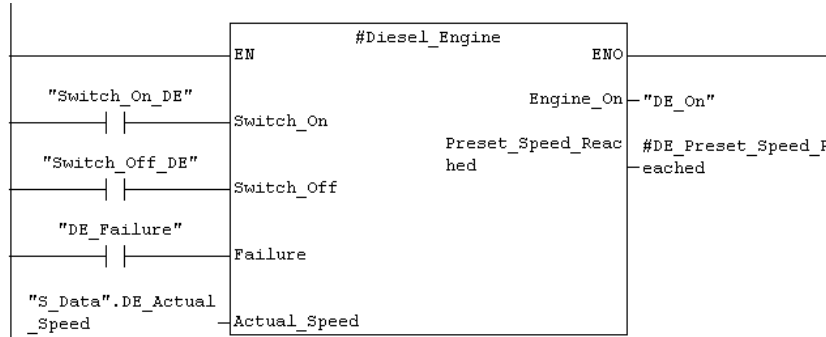 #Diesel_Engine
EN
ENO
"Switch_On_DE"
Switch_On
Engine_On
"DE_On"
"Switch_Off_DE"
Switch_Off
Preset_Speed_Reac
hed
#DE_Preset_Speed_R
eached
"DE_Failure"
Failure
"S_Data".DE_Actual
_Speed
Actual_Speed